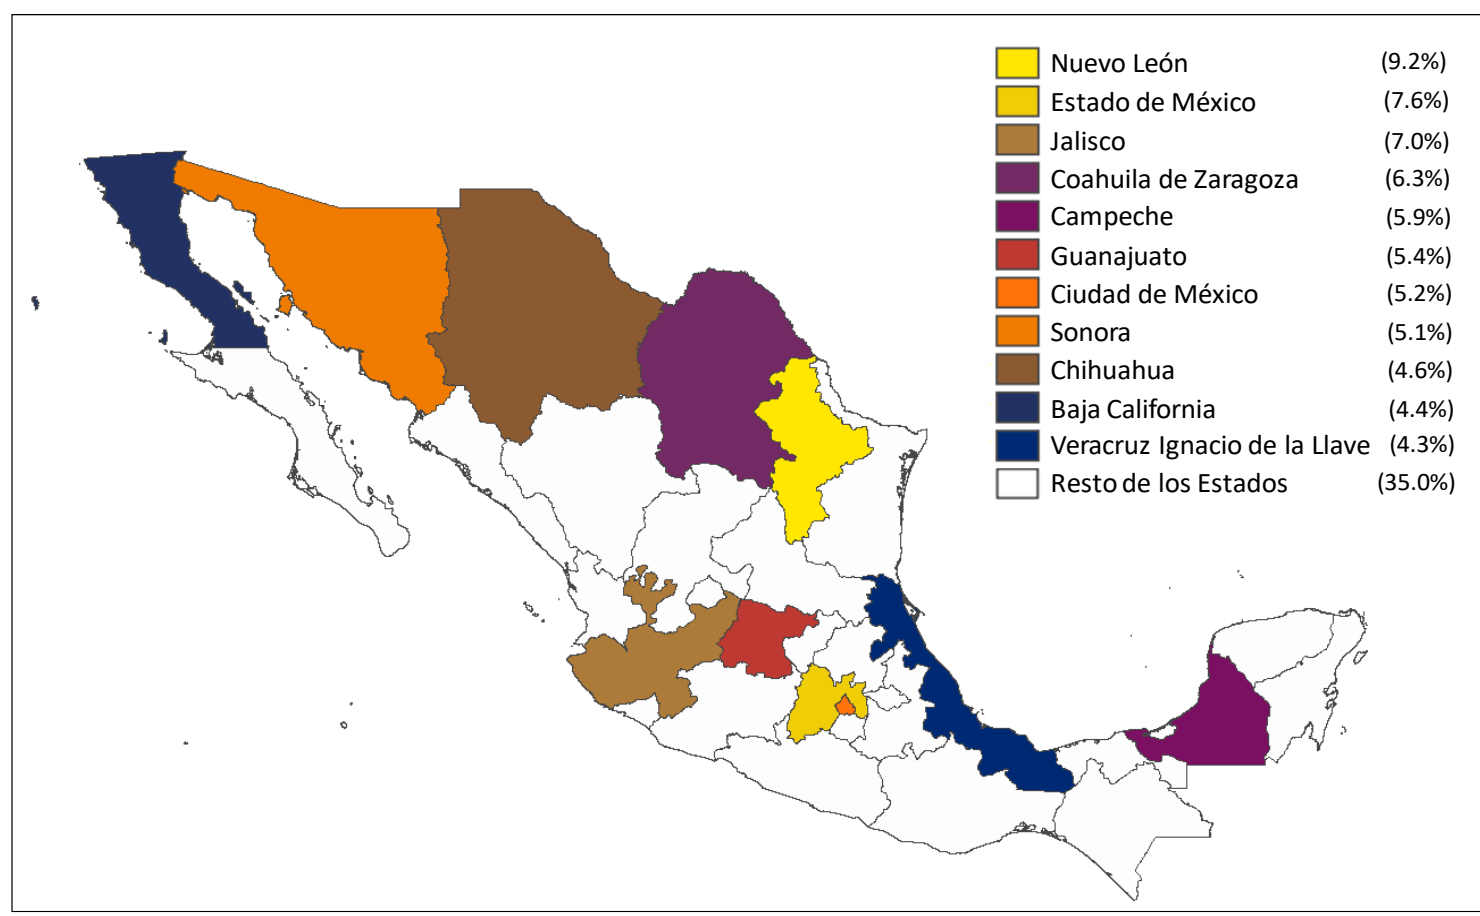 Nuevo León (9.2%)
Estado de México (7.6%)
Jalisco (7.0%)
Coahuila de Zaragoza (6.3%)
Campeche (5.9%)
Guanajuato (5.4%)
Ciudad de México (5.2%)
Sonora (5.1%)
Chihuahua (4.6%)
Baja California (4.4%)
Veracruz Ignacio de la Llave (4.3%)
Resto de los Estados (35.0%)